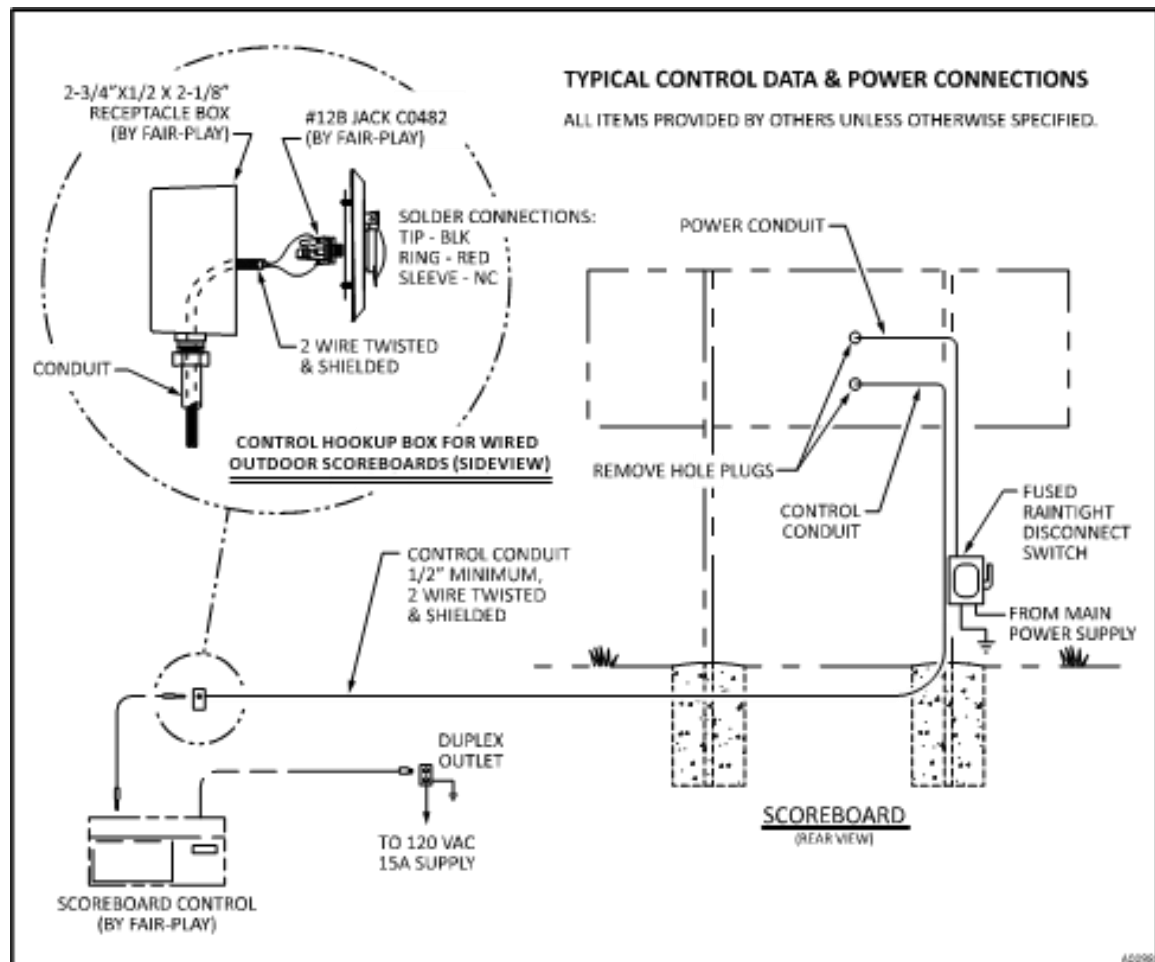 TYPICAL CONTROL DATA & POWER CONNECTIONS
ALL ITEMS PROVIDED BY OTHERS UNLESS OTHERWISE SPECIFIED.
2-3/4"X1/2 X 2-1/8"
RECEPTACLE BOX
(BY FAIR-PLAY)
#12B JACK C0482
(BY FAIR-PLAY)
SOLDER CONNECTIONS:
TIP - BLK
RING - RED
SLEEVE - NC
2 WIRE TWISTED
& SHIELDED
CONDUIT
CONTROL HOOKUP BOX FOR WIRED
OUTDOOR SCOREBOARDS (SIDEVIEW)
POWER CONDUIT
REMOVE HOLE PLUGS
CONTROL
CONDUIT
FUSED
RAINTIGHT
DISCONNECT
SWITCH
FROM MAIN
POWER SUPPLY
CONTROL CONDUIT
1/2" MINIMUM,
2 WIRE TWISTED
& SHIELDED
DUPLEX
OUTLET
TO 120 VAC
15A SUPPLY
SCOREBOARD
(REAR VIEW)
SCOREBOARD CONTROL
(BY FAIR-PLAY)